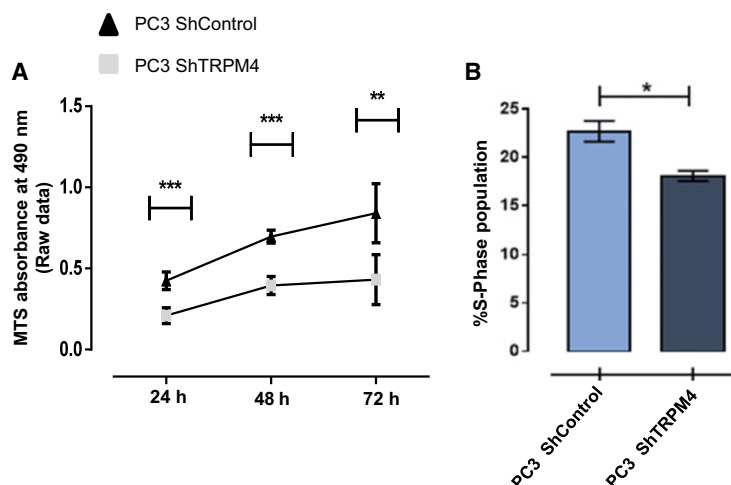 PC3 ShControl
PC3 ShTRPM4
A
MTS absorbance at 490 nm
(Raw data)
1.5
1.0
0.5
0.0
***
***
**
24 h
48 h
72 h
B
%S-Phase population
25
20
15
10
5
0
*
PC3 ShControl
PC3 ShTRPM4